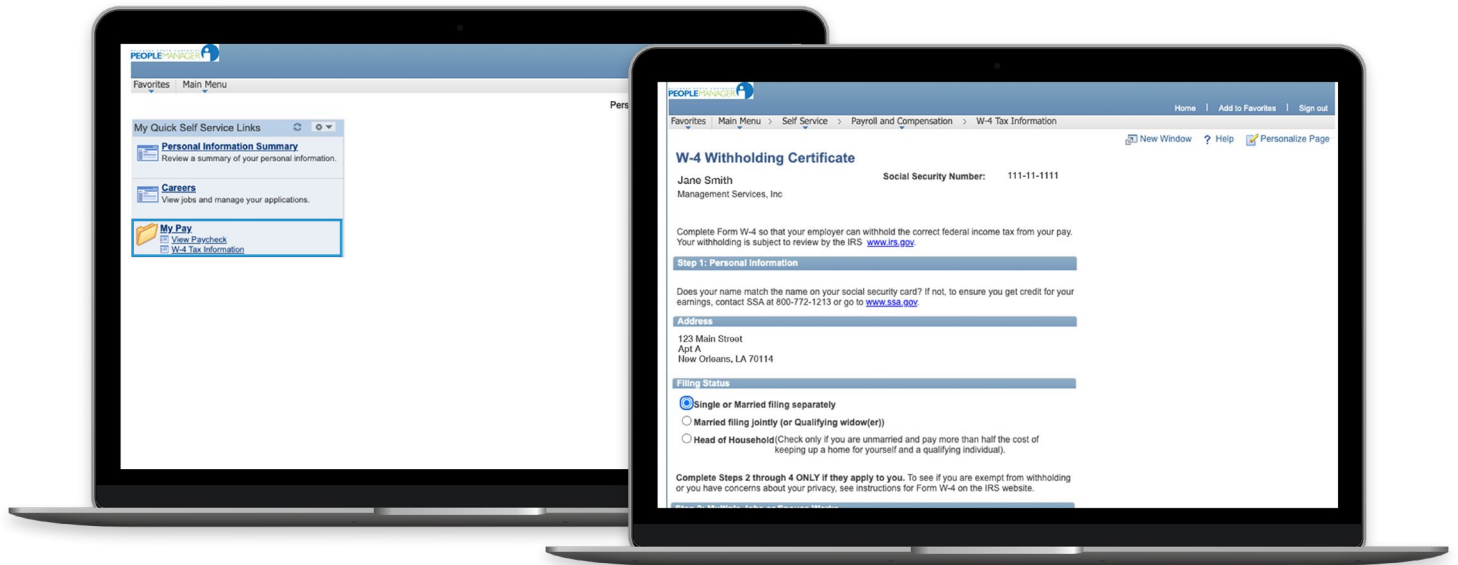 PEOPLEMANAGER
Favorites Main Menu
Pers
My Quick Self Service Links
Personal Information Summary
Review a summary of your personal information.
Careers
View jobs and manage your applications.
My Pay
View Paycheck
W-4 Tax Information
PEOPLEMANAGER
Home | Add to Favorites | Sign out
Favorites Main Menu > Self Service > Payroll and Compensation > W-4 Tax Information
New Window ? Help Personalize Page
W-4 Withholding Certificate
Jane Smith Social Security Number: 111-11-1111
Management Services, Inc
Complete Form W-4 so that your employer can withhold the correct federal income tax from your pay.
Your withholding is subject to review by the IRS www.irs.gov.
Step 1: Personal Information
Does your name match the name on your social security card? If not, to ensure you get credit for your
earnings, contact SSA at 800-772-1213 or go to www.ssa.gov.
Address
123 Main Street
Apt A
New Orleans, LA 70114
Filing Status
Single or Married filing separately
Married filing jointly (or Qualifying widow(er))
Head of Household(Check only if you are unmarried and pay more than half the cost of
keeping up a home for yourself and a qualifying individual).
Complete Steps 2 through 4 ONLY if they apply to you. To see if you are exempt from withholding
or you have concerns about your privacy, see instructions for Form W-4 on the IRS website.
Step 2: Multiple Jobs or Spouse Works